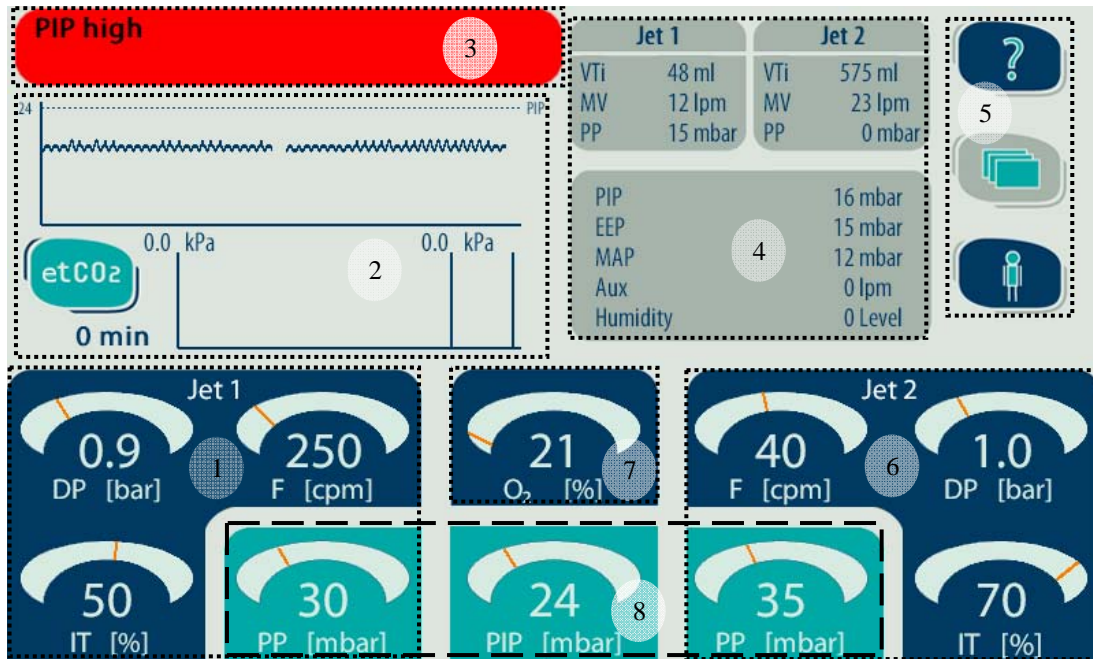 PIP high
3
24
PIP
etCO2
0 min
0.0 kPa
0.0 kPa
2
Jet 1
VTi 48 ml
MV 12 lpm
PP 15 mbar
Jet 2
VTi 575 ml
MV 23 lpm
PP 0 mbar
PIP 16 mbar
EEP 15 mbar
MAP 12 mbar
Aux 0 lpm
Humidity 0 Level
4
?
5
Jet 1
0.9
DP [bar]
1
250
F [cpm]
50
IT [%]
30
PP [mbar]
21
O2 [%]
7
24
PIP [mbar]
8
Jet 2
40
F [cpm]
6
1.0
DP [bar]
35
PP [mbar]
70
IT [%]